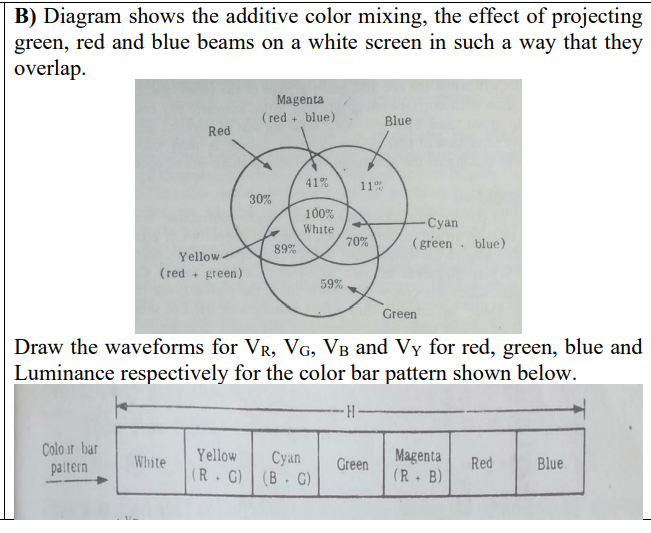 B) Diagram shows the additive color mixing, the effect of projecting
green, red and blue beams on a white screen in such a way that they
overlap.
Magenta
(red + blue)
Blue
Red
41%
11%
30%
100%
White
Cyan
(green . blue)
70%
89%
Yellow
(red + green)
59%
Green
Draw the waveforms for VR, VG, VB and VY for red, green, blue and
Luminance respectively for the color bar pattern shown below.
H
Colour bar
pattern
White
Yellow
(R . G)
Cyan
(B . G)
Green
Magenta
(R . B)
Red
Blue